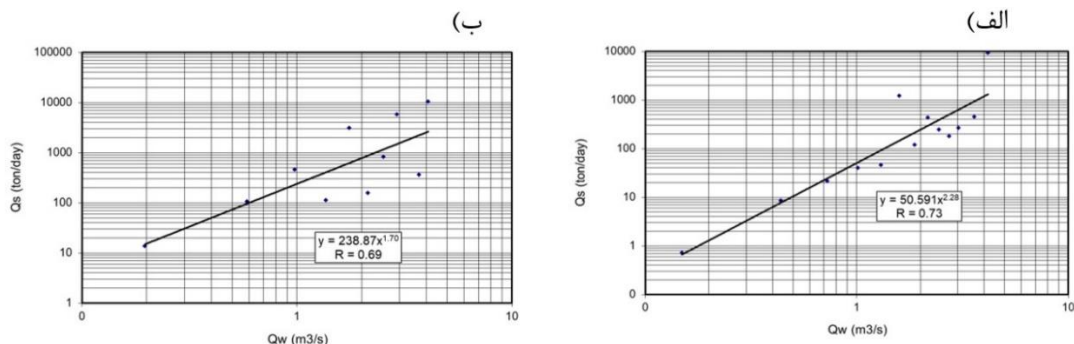 الف)
10000
1000
100
10
1
0
Qs (ton/day)
y = 50.591x^2.28
R = 0.73
0 1 10
Qw (m3/s)
ب)
100000
10000
1000
100
10
1
Qs (ton/day)
y = 238.87x^1.70
R = 0.69
0 1 10
Qw (m3/s)